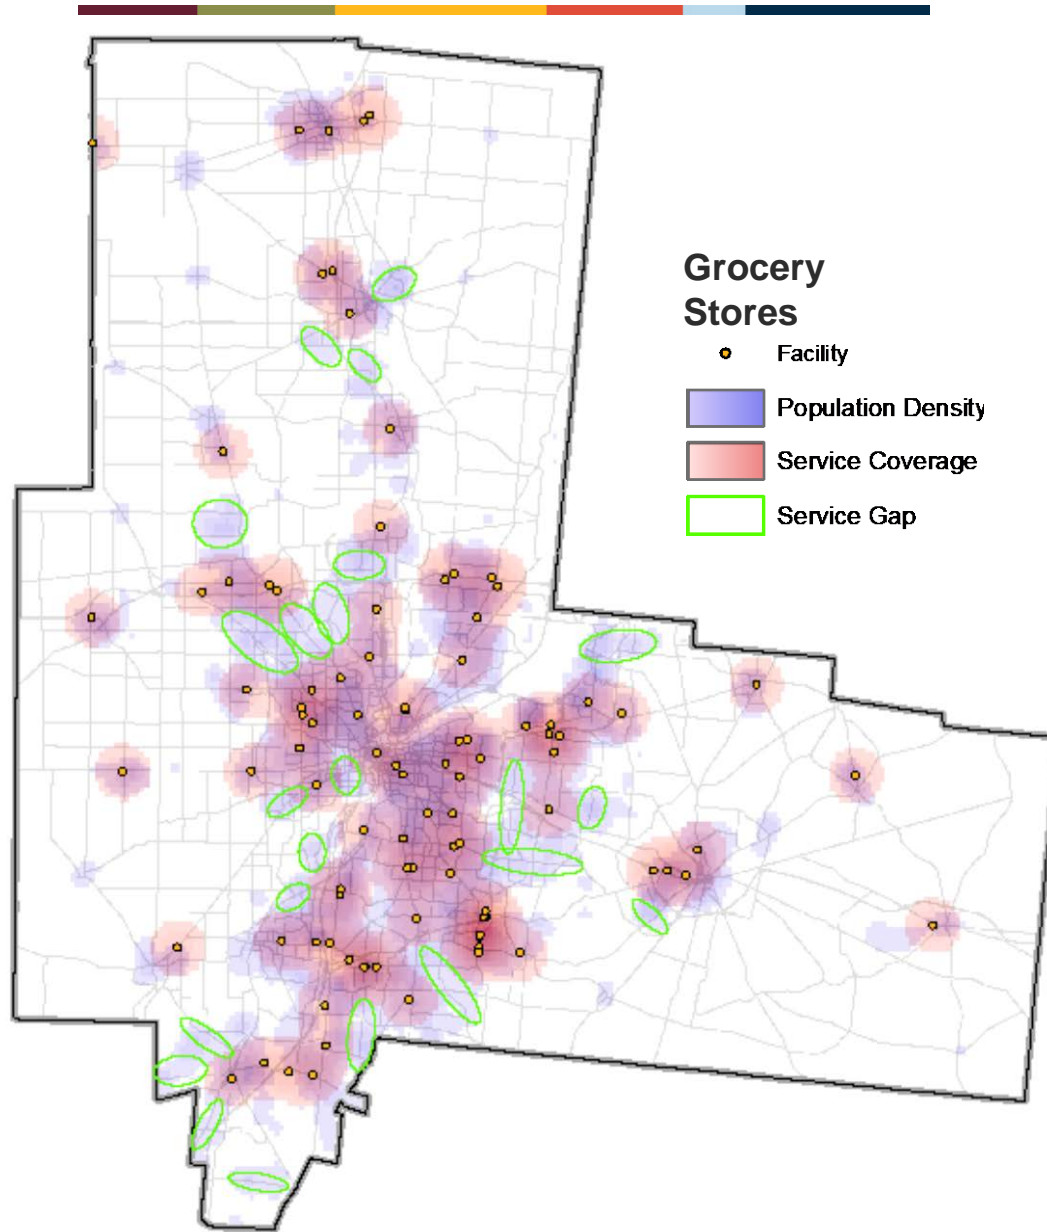 Grocery
Stores
Facility
Population Density
Service Coverage
Service Gap